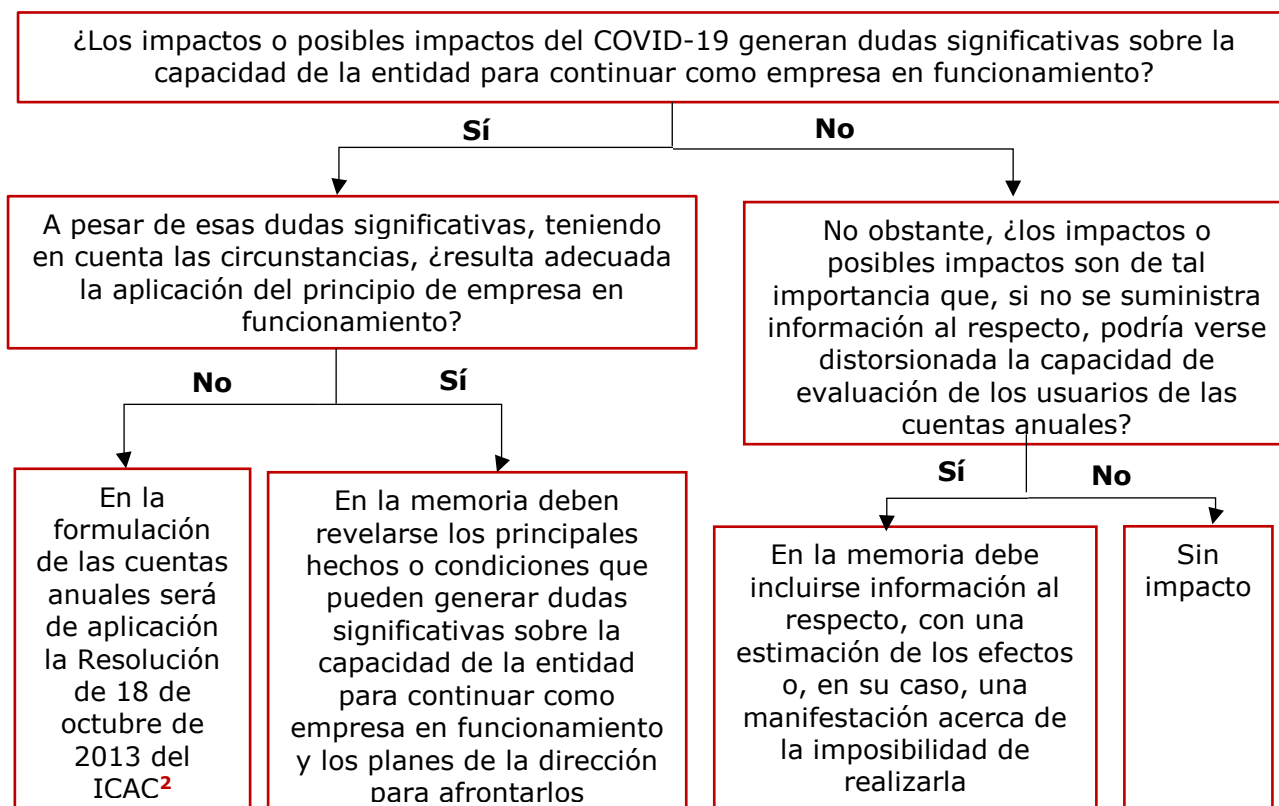 ¿Los impactos o posibles impactos del COVID-19 generan dudas significativas sobre la
capacidad de la entidad para continuar como empresa en funcionamiento?
Sí
No
A pesar de esas dudas significativas, teniendo
en cuenta las circunstancias, ¿resulta adecuada
la aplicación del principio de empresa en
funcionamiento?
No obstante, ¿los impactos o
posibles impactos son de tal
importancia que, si no se suministra
información al respecto, podría verse
distorsionada la capacidad de
evaluación de los usuarios de las
cuentas anuales?
No
Sí
Sí
No
En la
formulación
de las cuentas
anuales será
de aplicación
la Resolución
de 18 de
octubre de
2013 del
ICAC²
En la memoria deben
revelarse los principales
hechos o condiciones que
pueden generar dudas
significativas sobre la
capacidad de la entidad
para continuar como
empresa en funcionamiento
y los planes de la dirección
para afrontarlos
En la memoria debe
incluirse información al
respecto, con una
estimación de los efectos
o, en su caso, una
manifestación acerca de
la imposibilidad de
realizarla
Sin
impacto